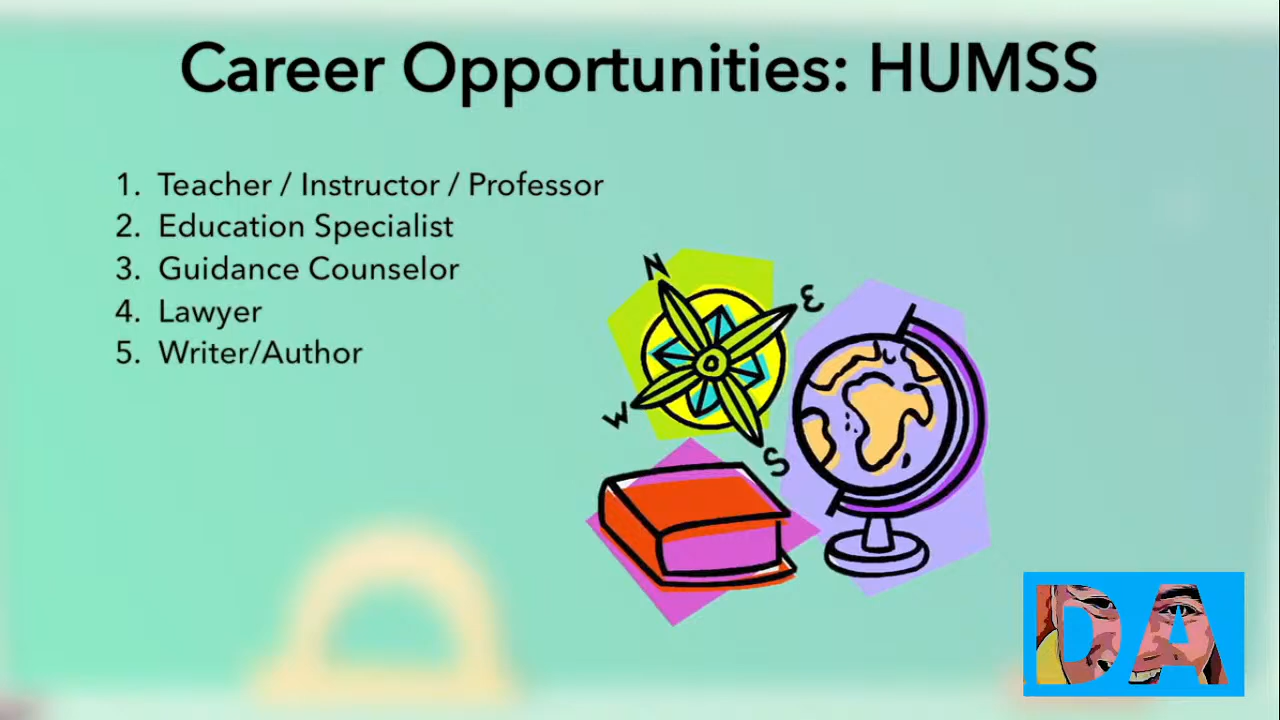 Career Opportunities: HUMSS
1. Teacher / Instructor / Professor
2. Education Specialist
3. Guidance Counselor
4. Lawyer
5. Writer/Author
N
E
W
S
DA